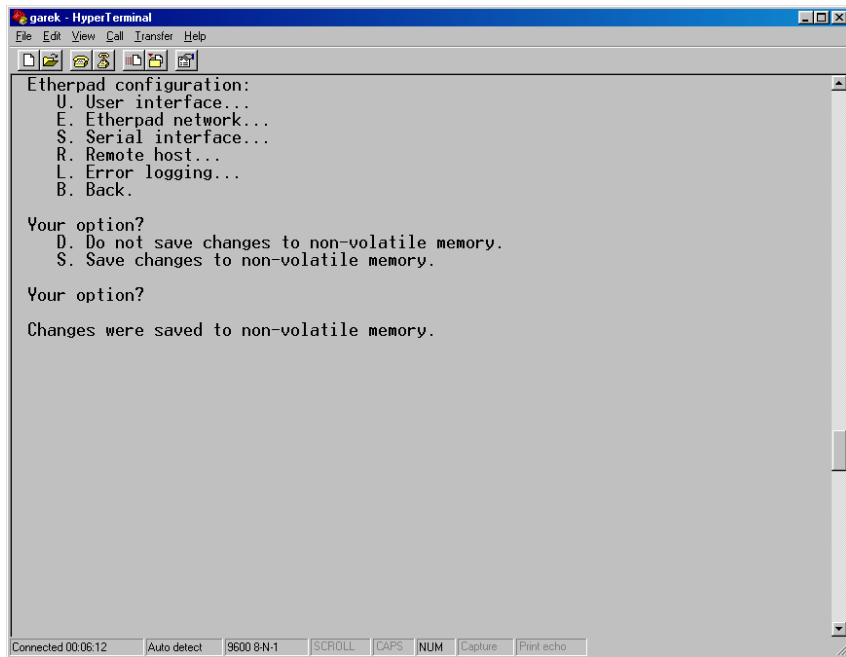 garek - HyperTerminal
File Edit View Call Transfer Help
Etherpad configuration:
U. User interface...
E. Etherpad network...
S. Serial interface...
R. Remote host...
L. Error logging...
B. Back.
Your option?
D. Do not save changes to non-volatile memory.
S. Save changes to non-volatile memory.
Your option?
Changes were saved to non-volatile memory.
Connected 00:06:12 Auto detect 9600 8-N-1 SCROLL CAPS NUM Capture Print echo